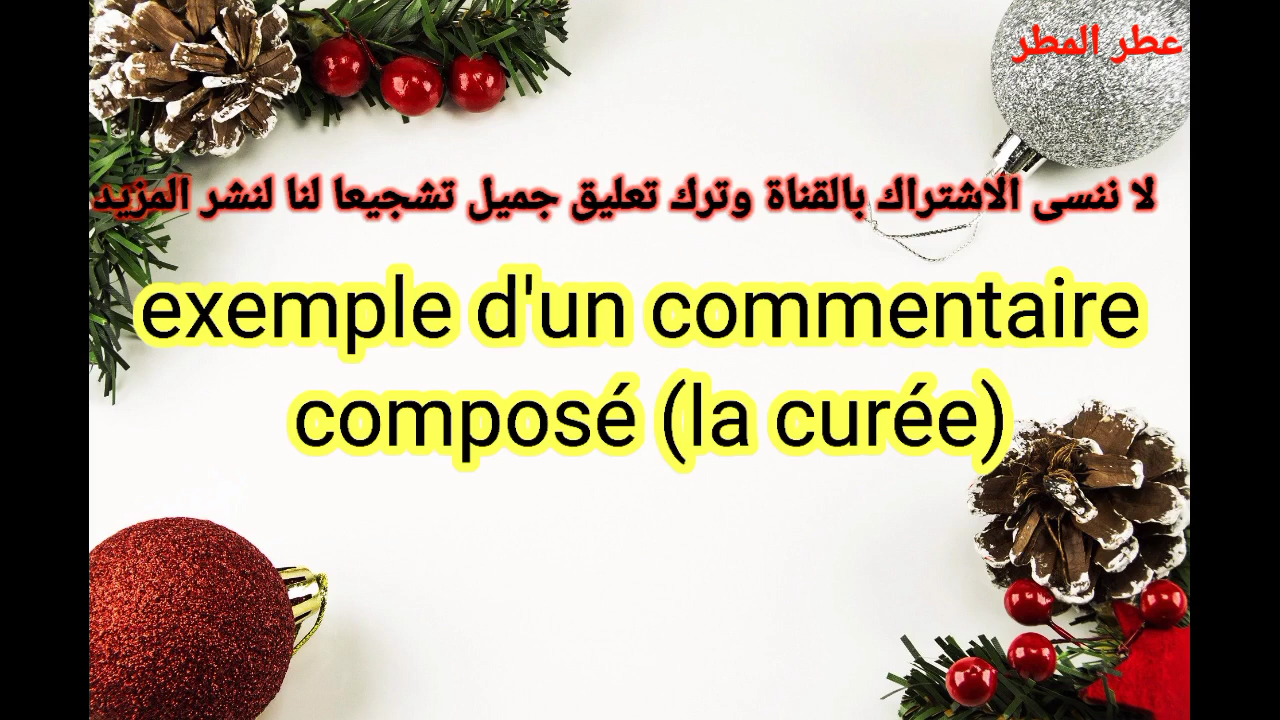 عطر المطر
لا ننسى الاشتراك بالقناة وترك تعليق جميل تشجيعا لنا لنشر المزيد
exemple d'un commentaire
composé (la curée)